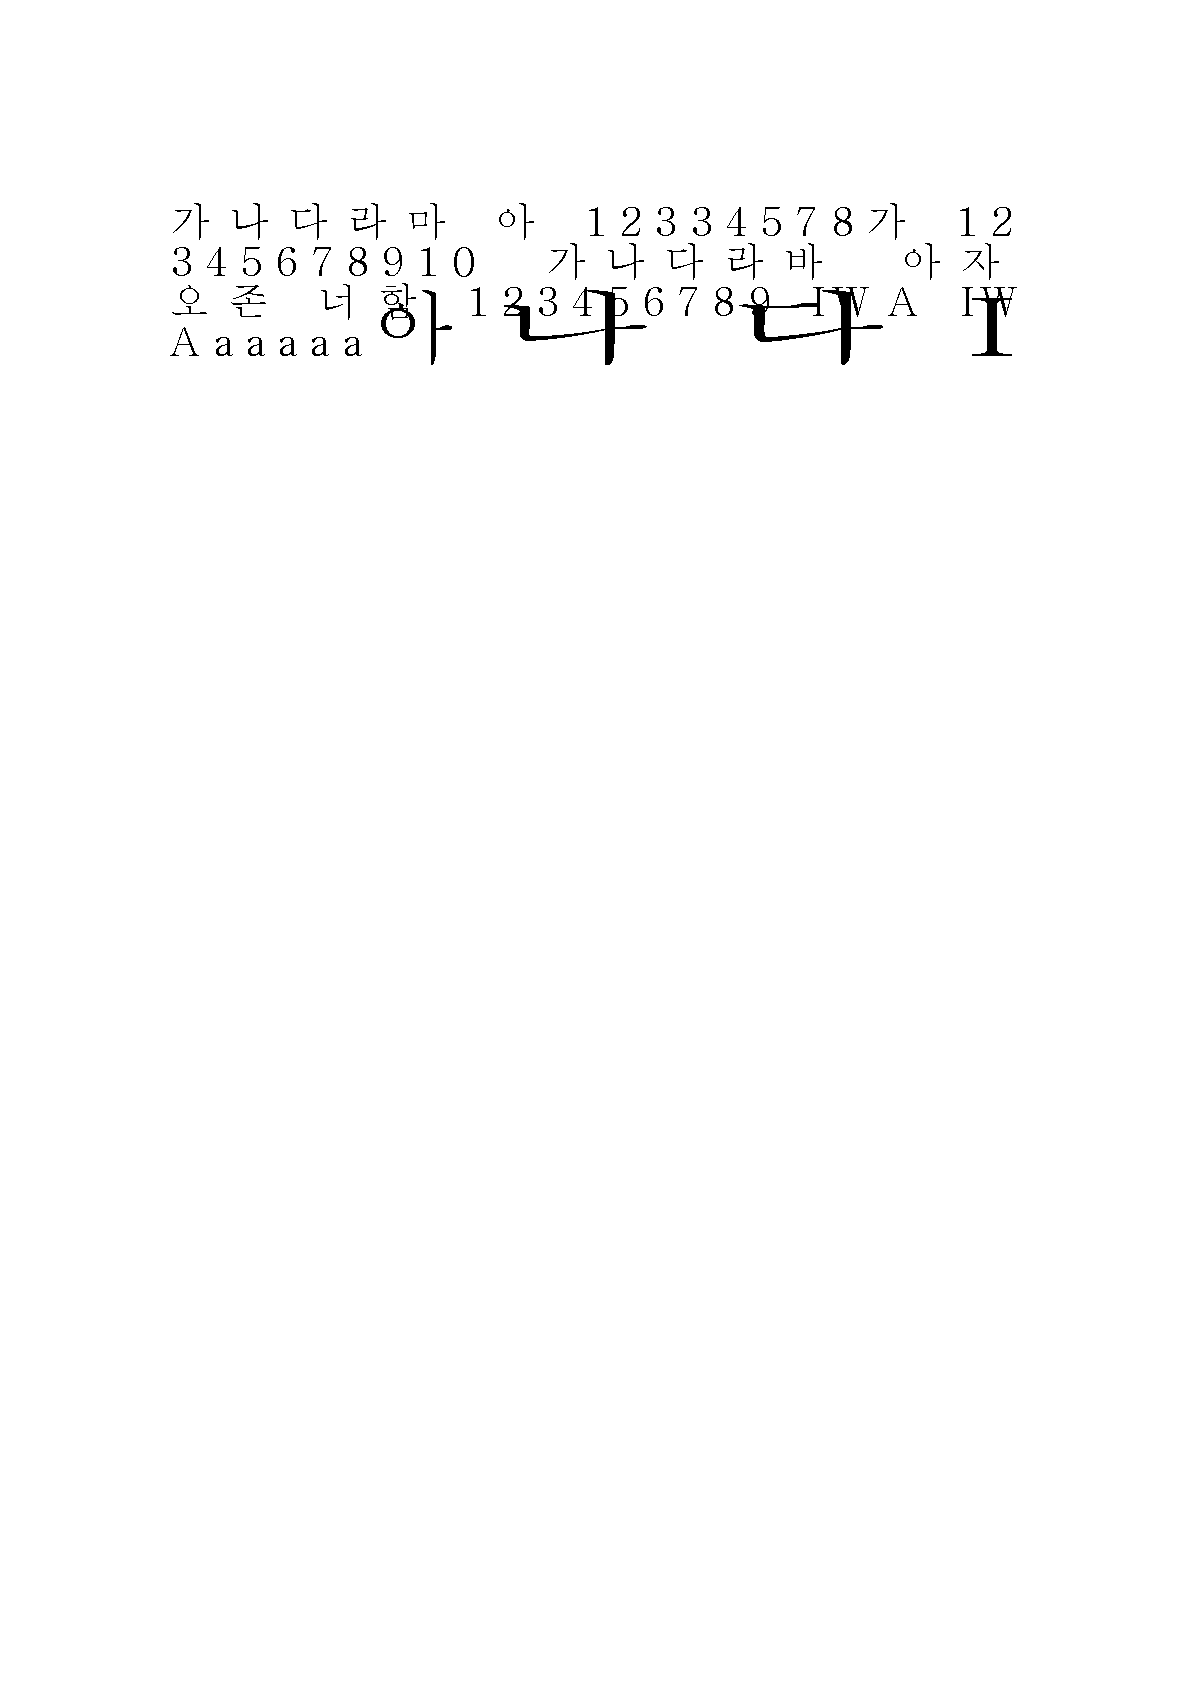 가 나 다 라 마 아 1 2 3 3 4 5 7 8 가 1 2
3 4 5 6 7 8 9 1 0 가 나 다 라 바 아 자
오 존 너 함 1 2 3 4 5 6 7 8 9 I W A I W
A a a a a a 아 나 다 I